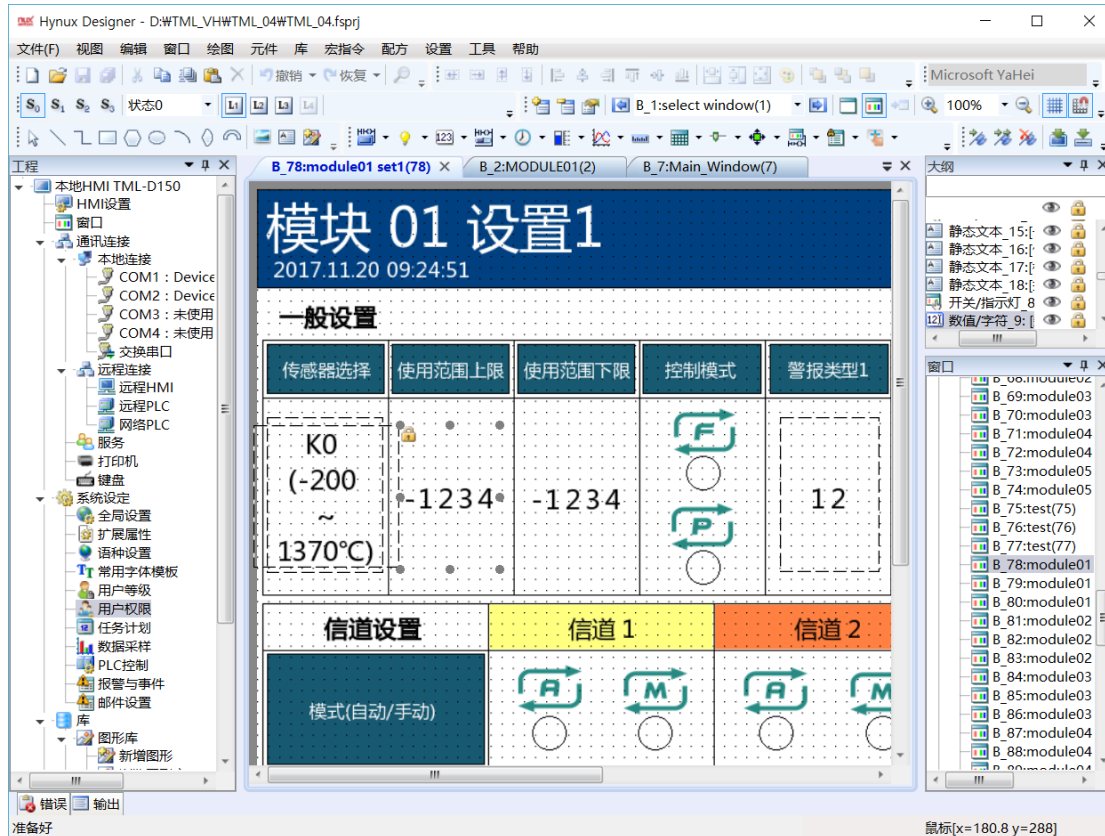 Hynux Designer - D:₩TML_VH₩TML_04₩TML_04.fsprj
文件(F) 视图 编辑 窗口 绘图 元件 库 宏指令 配方 设置 工具 帮助
撤销 恢复 Microsoft YaHei
S0 S1 S2 S3 状态0 L1 L2 L3 L4 B_1:select window(1) 100%
工程
本地HMI TML-D150
HMI设置
窗口
通讯连接
本地连接
COM1 : Device
COM2 : Device
COM3 : 未使用
COM4 : 未使用
交换串口
远程连接
远程HMI
远程PLC
网络PLC
服务
打印机
键盘
系统设定
全局设置
扩展属性
语种设置
常用字体模板
用户等级
用户权限
任务计划
数据采样
PLC控制
报警与事件
邮件设置
库
图形库
新增图形
B_78:module01 set1(78) B_2:MODULE01(2) B_7:Main_Window(7)
模块 01 设置1
2017.11.20 09:24:51
一般设置
传感器选择 使用范围上限 使用范围下限 控制模式 警报类型1
K0
(-200
~
1370℃)
-1234 -1234 F P 12
信道设置 信道 1 信道 2
模式(自动/手动) A M A M
大纲
静态文本_15:[
静态文本_16:[
静态文本_17:[
静态文本_18:[
开关/指示灯_8
数值/字符_9: [
窗口
B_68:module02
B_69:module03
B_70:module03
B_71:module04
B_72:module04
B_73:module05
B_74:module05
B_75:test(75)
B_76:test(76)
B_77:test(77)
B_78:module01
B_79:module01
B_80:module01
B_81:module02
B_82:module02
B_83:module02
B_84:module03
B_85:module03
B_86:module03
B_87:module04
B_88:module04
B_89:module04
错误 输出
准备好 鼠标[x=180.8 y=288]